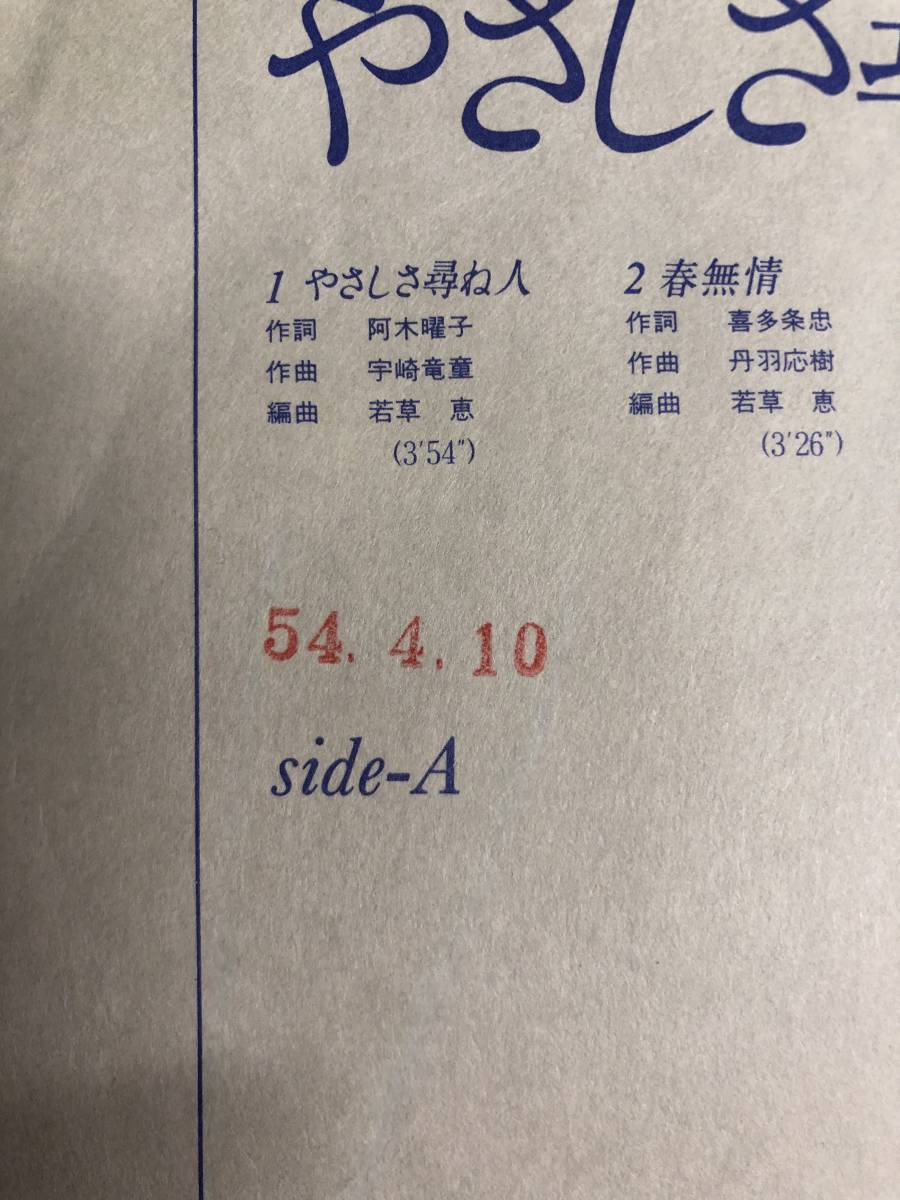 やさしさ
1 やさしさ尋ね人
作詞 阿木曜子
作曲 宇崎竜童
編曲 若草 恵
(3'54")
2 春無情
作詞 喜多条忠
作曲 丹羽応樹
編曲 若草 恵
(3'26")
54. 4. 10
side-A